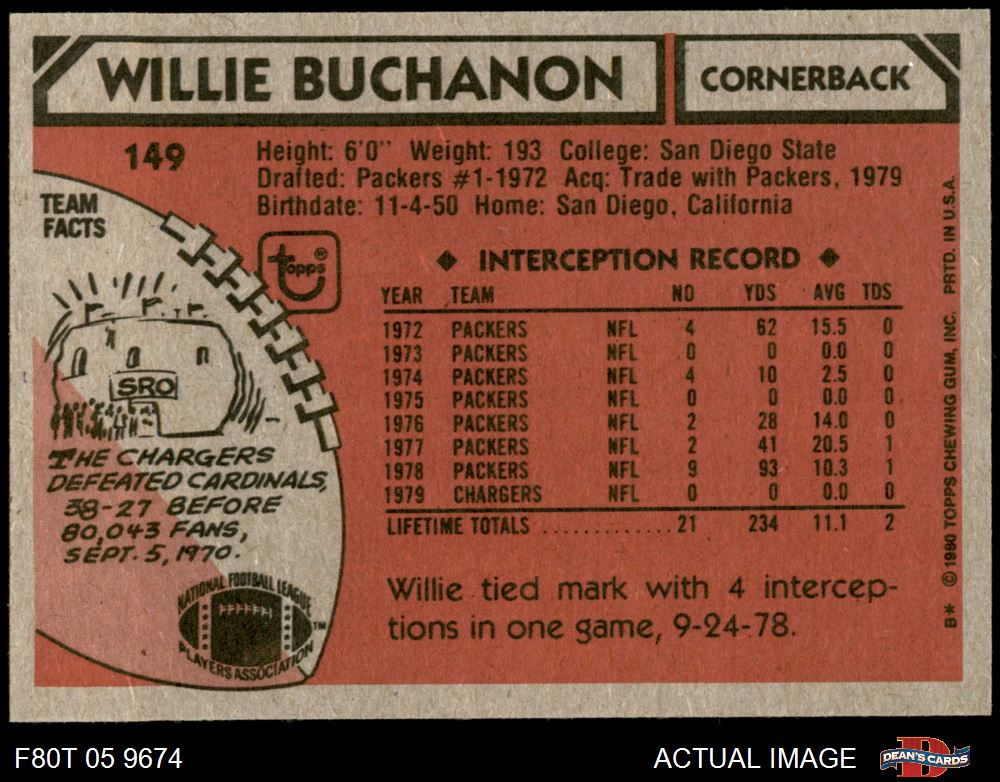 WILLIE BUCHANON
CORNERBACK
149
Height: 6'0" Weight: 193 College: San Diego State
Drafted: Packers #1-1972 Acq: Trade with Packers, 1979
Birthdate: 11-4-50 Home: San Diego, California
TEAM
FACTS
topps®
SRO
THE CHARGERS
DEFEATED CARDINALS,
38-27 BEFORE
80,043 FANS,
SEPT. 5, 1970.
NATIONAL FOOTBALL LEAGUE
PLAYERS ASSOCIATION
TM
◆ INTERCEPTION RECORD ◆
YEAR TEAM NO YDS AVG TDS
1972 PACKERS NFL 4 62 15.5 0
1973 PACKERS NFL 0 0 0.0 0
1974 PACKERS NFL 4 10 2.5 0
1975 PACKERS NFL 0 0 0.0 0
1976 PACKERS NFL 2 28 14.0 0
1977 PACKERS NFL 2 41 20.5 1
1978 PACKERS NFL 9 93 10.3 1
1979 CHARGERS NFL 0 0 0.0 0
LIFETIME TOTALS ............ 21 234 11.1 2
Willie tied mark with 4 intercep-
tions in one game, 9-24-78.
B* © 1980 TOPPS CHEWING GUM, INC. PRTD. IN U.S.A.
F80T 05 9674
ACTUAL IMAGE
DEAN'S CARDS